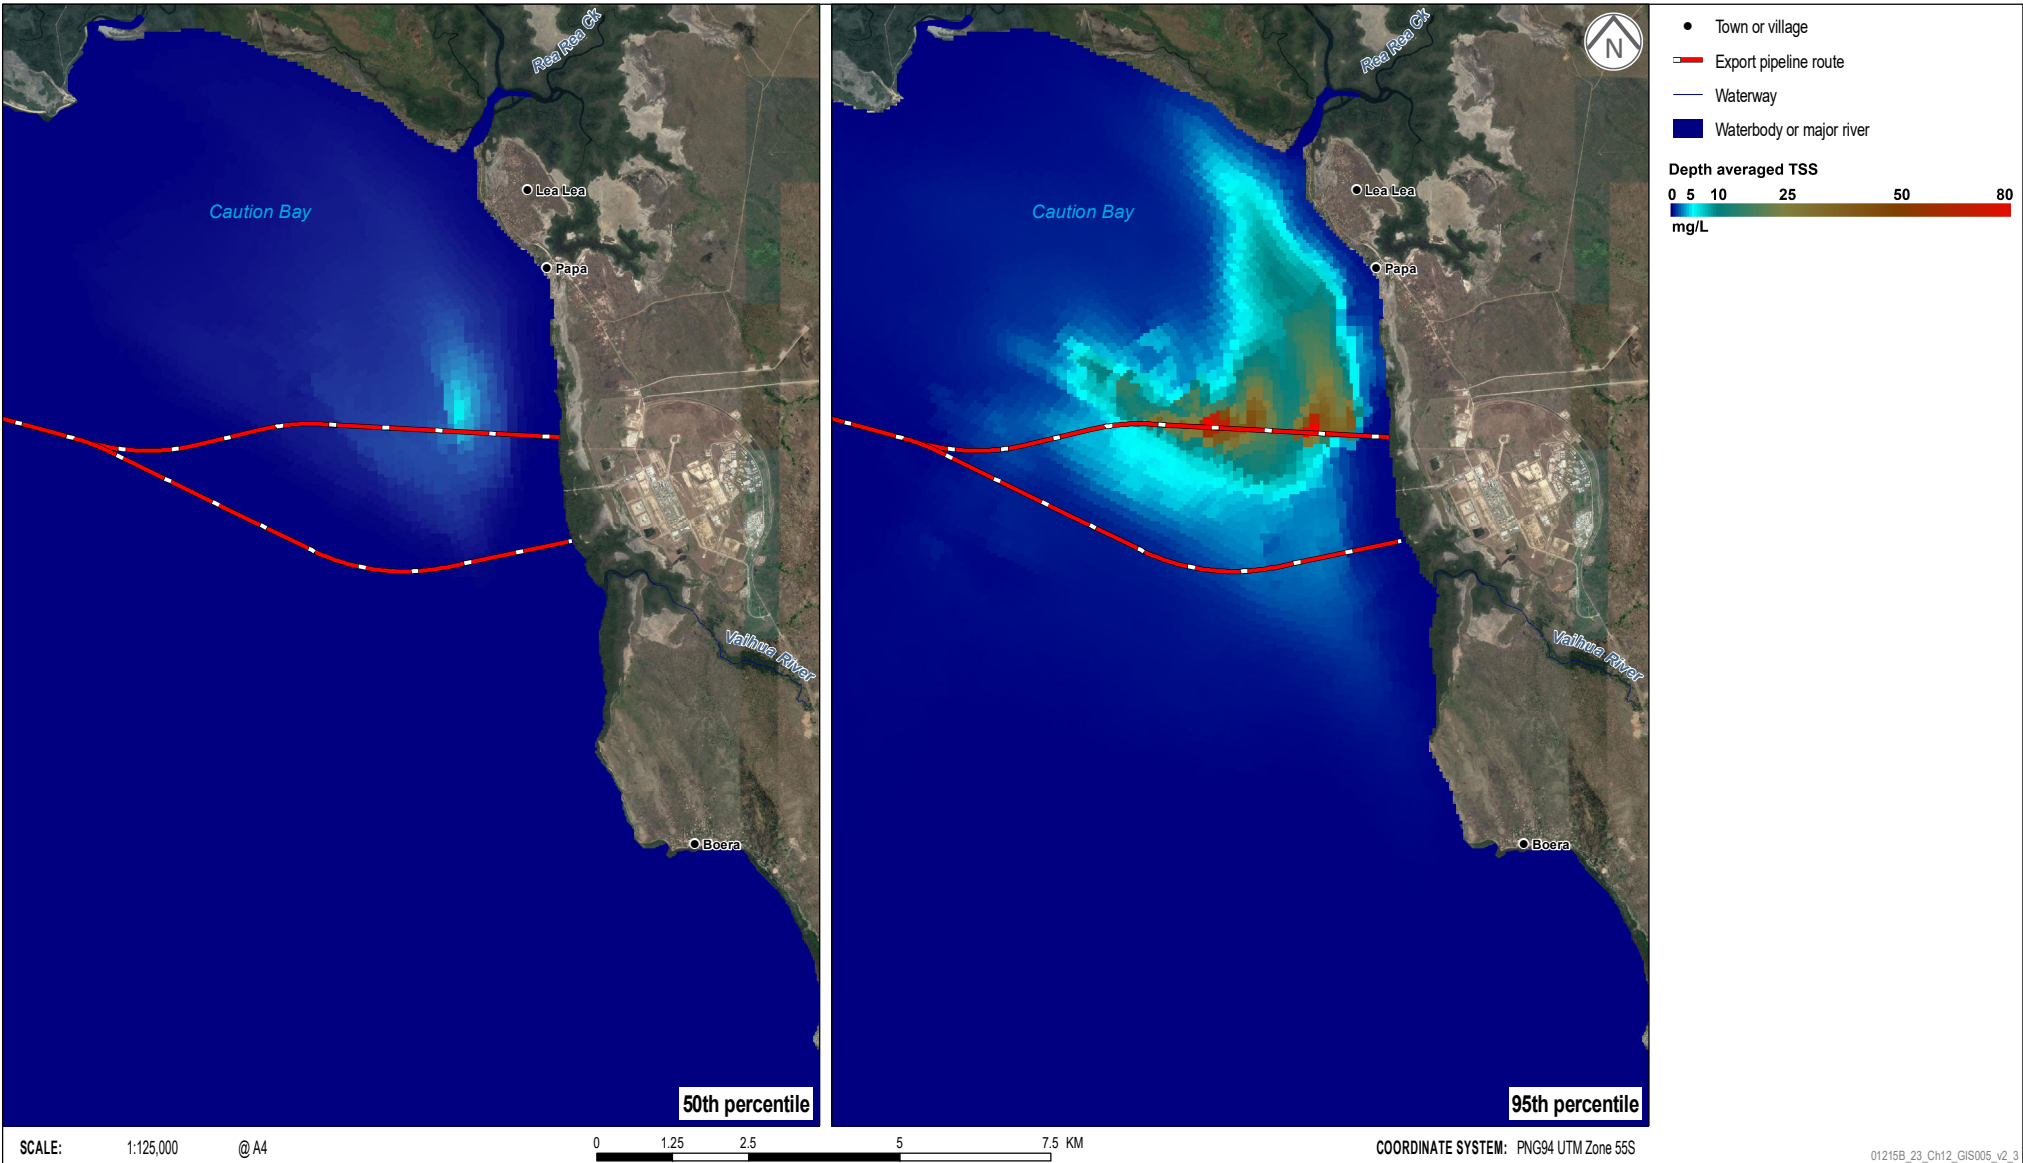 Rea Rea Ck
Lea Lea
Caution Bay
Papa
Vaihua River
Boera
50th percentile
Rea Rea Ck
N
Lea Lea
Caution Bay
Papa
Vaihua River
Boera
95th percentile
Town or village
Export pipeline route
Waterway
Waterbody or major river
Depth averaged TSS
0 5 10 25 50 80
mg/L
SCALE: 1:125,000 @ A4
0 1.25 2.5 5 7.5 KM
COORDINATE SYSTEM: PNG94 UTM Zone 55S
01215B_23_Ch12_GIS005_v2_3